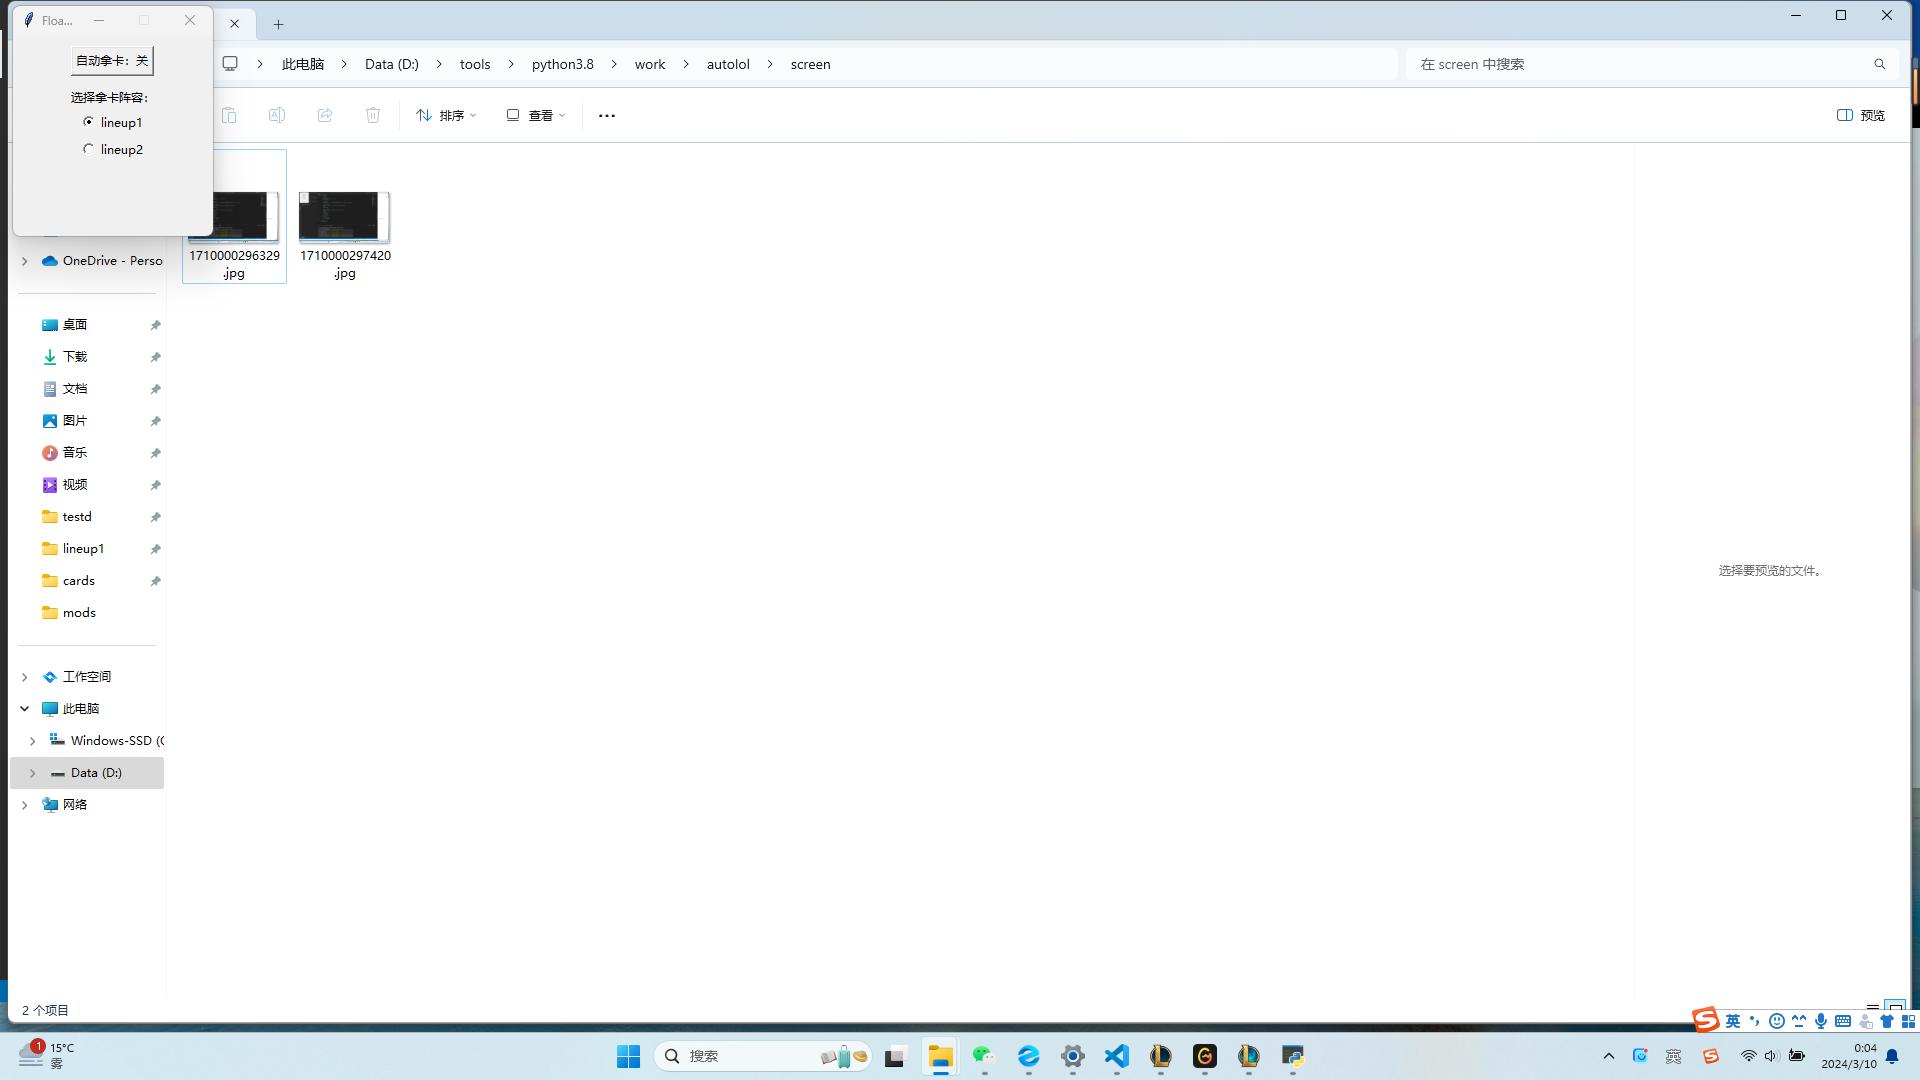 Floa...
自动拿卡：关
选择拿卡阵容：
lineup1
lineup2
此电脑 Data (D:) tools python3.8 work autolol screen
在 screen 中搜索
排序 查看
预览
1710000296329
.jpg
1710000297420
.jpg
OneDrive - Perso
桌面
下载
文档
图片
音乐
视频
testd
lineup1
cards
mods
工作空间
此电脑
Windows-SSD (C
Data (D:)
网络
选择要预览的文件。
2 个项目
英
1
15°C
雾
搜索
英
0:04
2024/3/10